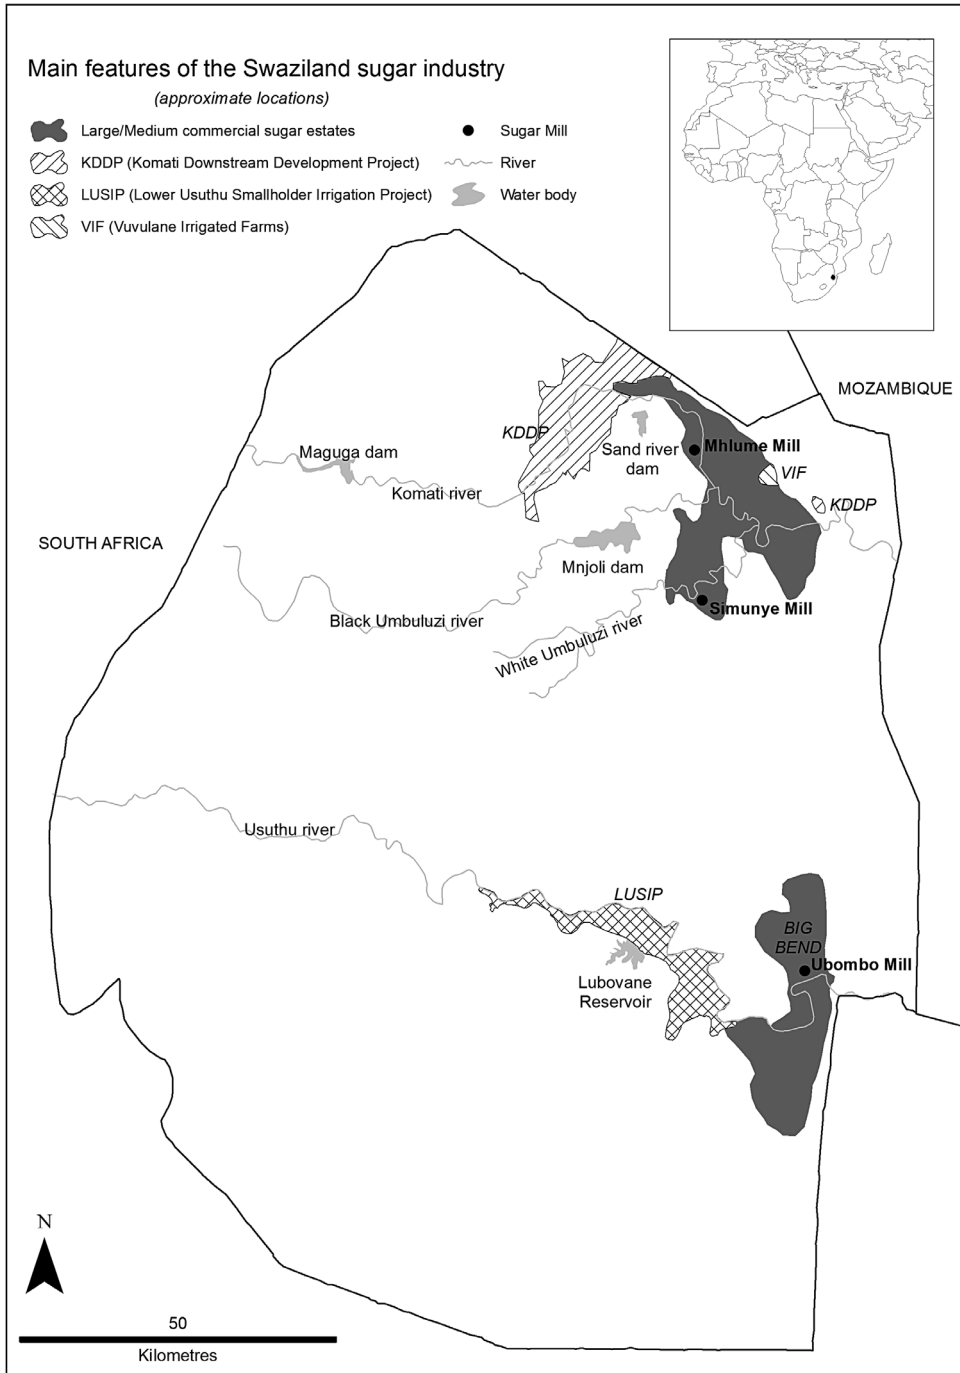 Main features of the Swaziland sugar industry
(approximate locations)
Large/Medium commercial sugar estates
KDDP (Komati Downstream Development Project)
LUSIP (Lower Usuthu Smallholder Irrigation Project)
VIF (Vuvulane Irrigated Farms)
Sugar Mill
River
Water body
MOZAMBIQUE
KDDP
Sand river
dam
Mhlume Mill
VIF
KDDP
Maguga dam
Komati river
SOUTH AFRICA
Mnjoli dam
Simunye Mill
Black Umbuluzi river
White Umbuluzi river
Usuthu river
LUSIP
BIG
BEND
Ubombo Mill
Lubovane
Reservoir
N
50
Kilometres